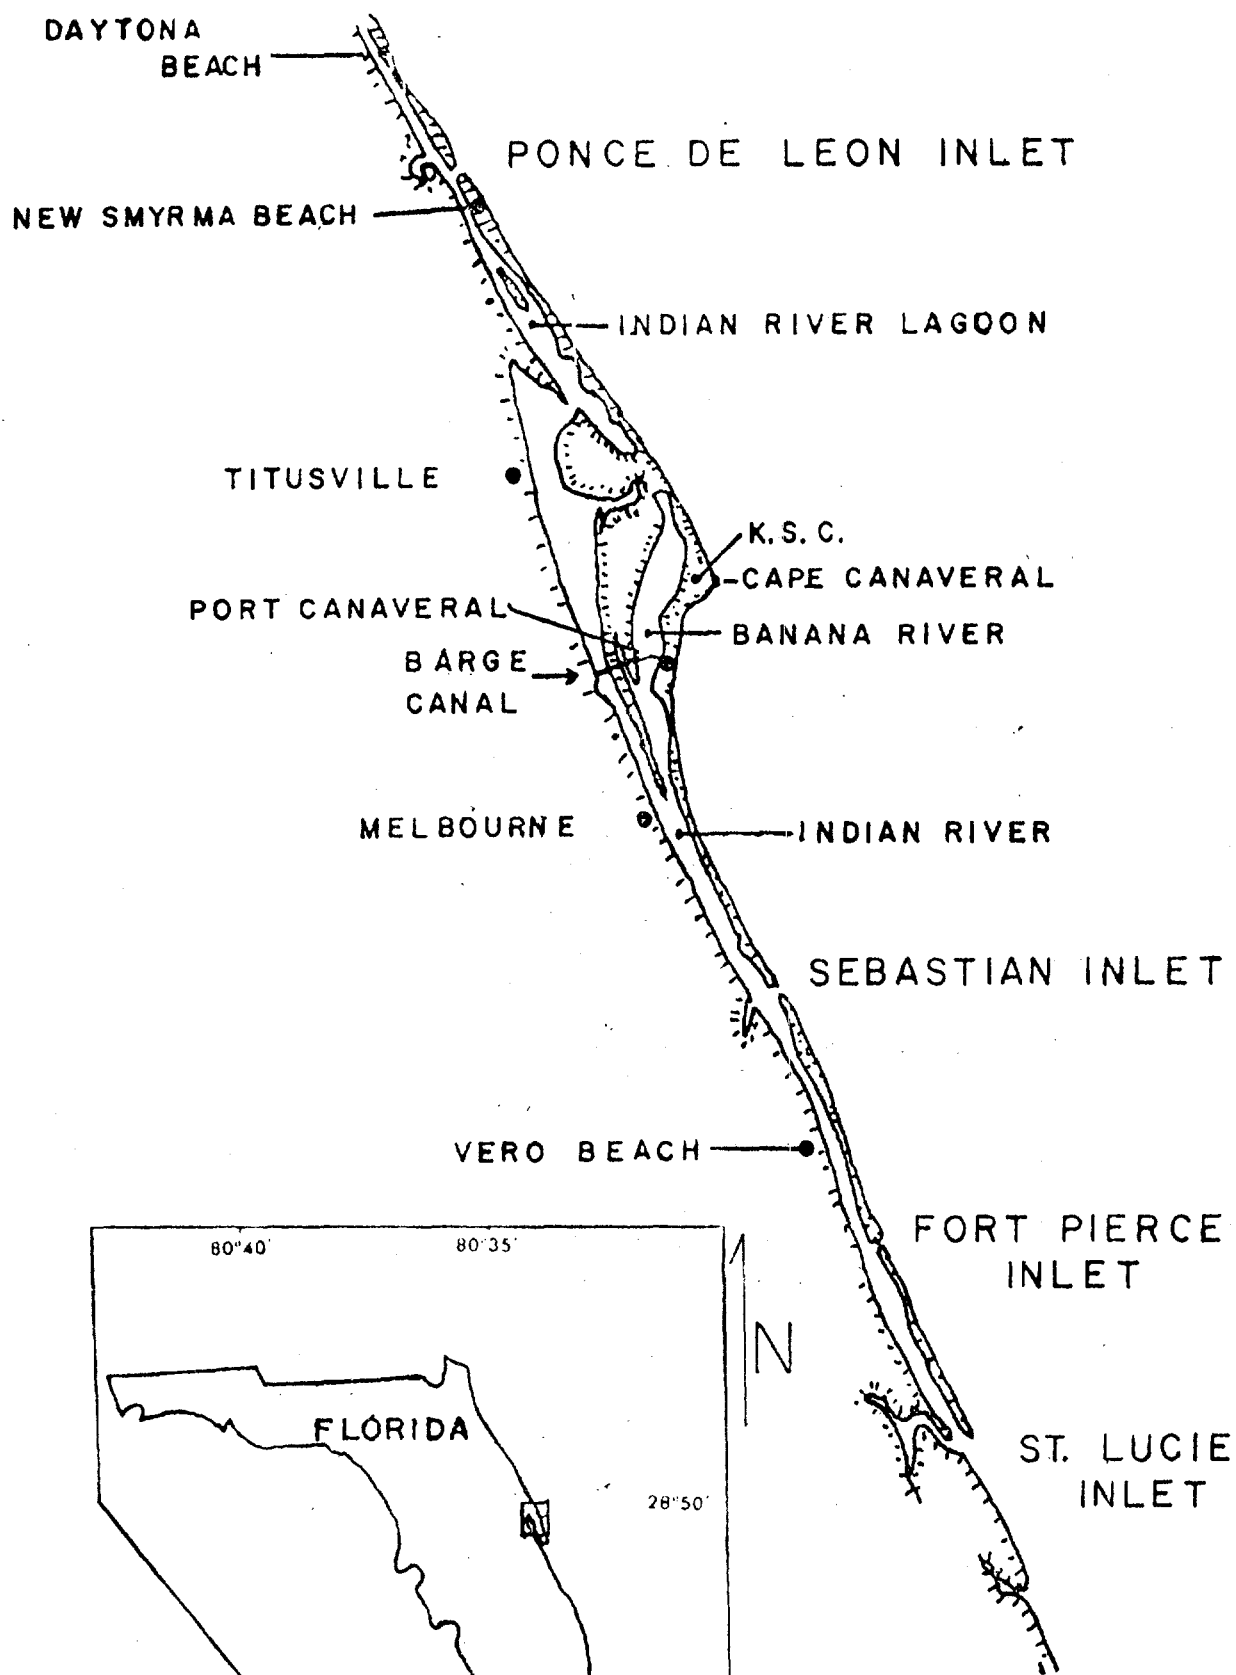 DAYTONA
BEACH
PONCE DE LEON INLET
NEW SMYRMA BEACH
INDIAN RIVER LAGOON
TITUSVILLE
K.S.C.
CAPE CANAVERAL
PORT CANAVERAL
BANANA RIVER
BARGE
CANAL
MELBOURNE
INDIAN RIVER
SEBASTIAN INLET
VERO BEACH
FORT PIERCE
INLET
80°40'
80°35'
N
FLORIDA
ST. LUCIE
INLET
28°50'